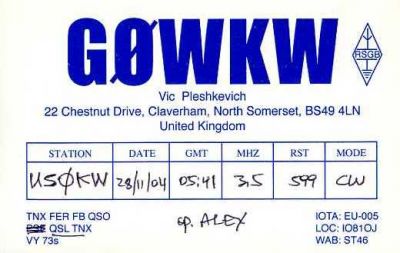 GØWKW
RSGB
Vic Pleshkevich
22 Chestnut Drive, Claverham, North Somerset, BS49 4LN
United Kingdom
STATION DATE GMT MHZ RST MODE
US0KW 28/11/04 05:41 3,5 599 CW
TNX FER FB QSO op. ALEX IOTA: EU-005
QSL TNX LOC: IO81OJ
VY 73s WAB: ST46